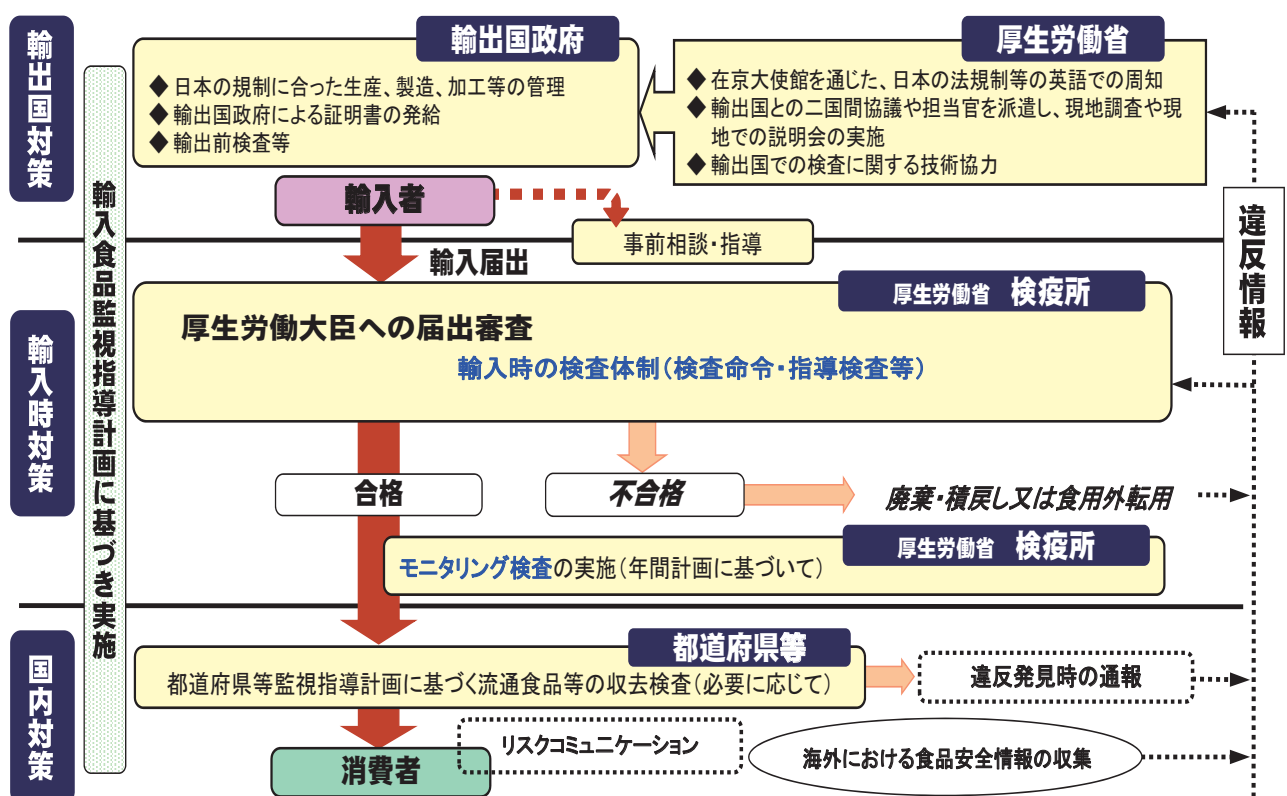 輸出国対策
輸入食品監視指導計画に基づき実施
輸出国政府
◆ 日本の規制に合った生産、製造、加工等の管理
◆ 輸出国政府による証明書の発給
◆ 輸出前検査等
厚生労働省
◆ 在京大使館を通じた、日本の法規制等の英語での周知
◆ 輸出国との二国間協議や担当官を派遣し、現地調査や現
地での説明会の実施
◆ 輸出国での検査に関する技術協力
輸入者
事前相談・指導
違反情報
輸入届出
輸入時対策
厚生労働省 検疫所
厚生労働大臣への届出審査
輸入時の検査体制(検査命令・指導検査等)
合格
不合格
廃棄・積戻し又は食用外転用
厚生労働省 検疫所
モニタリング検査の実施(年間計画に基づいて)
国内対策
都道府県等
都道府県等監視指導計画に基づく流通食品等の収去検査(必要に応じて)
違反発見時の通報
リスクコミュニケーション
海外における食品安全情報の収集
消費者